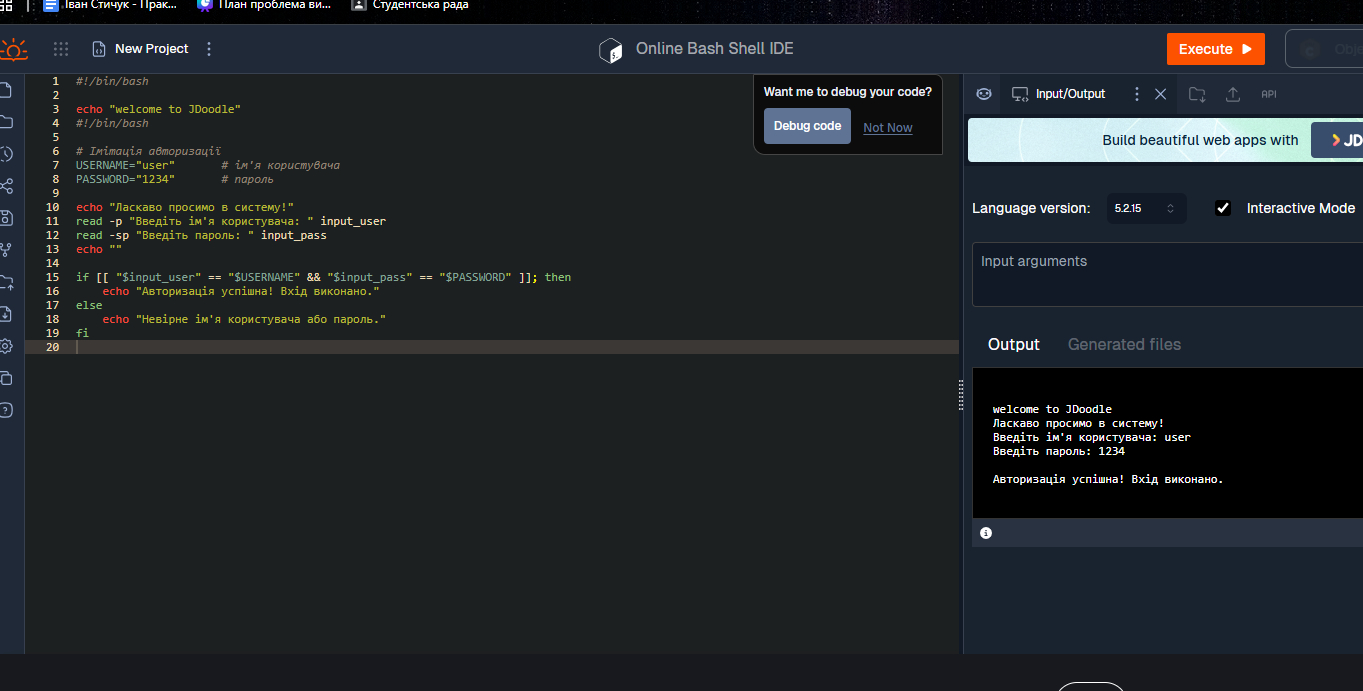 Іван Стичук - Прак...
План проблема ви...
Студентська рада
New Project
Online Bash Shell IDE
Execute
1 #!/bin/bash
2
3 echo "welcome to JDoodle"
4 #!/bin/bash
5
6 # Імітація авторизації
7 USERNAME="user" # ім'я користувача
8 PASSWORD="1234" # пароль
9
10 echo "Ласкаво просимо в систему!"
11 read -p "Введіть ім'я користувача: " input_user
12 read -sp "Введіть пароль: " input_pass
13 echo ""
14
15 if [[ "$input_user" == "$USERNAME" && "$input_pass" == "$PASSWORD" ]]; then
16 echo "Авторизація успішна! Вхід виконано."
17 else
18 echo "Невірне ім'я користувача або пароль."
19 fi
20
Want me to debug your code?
Debug code
Not Now
Input/Output
API
Build beautiful web apps with
JD
Language version:
5.2.15
Interactive Mode
Input arguments
Output
Generated files
welcome to JDoodle
Ласкаво просимо в систему!
Введіть ім'я користувача: user
Введіть пароль: 1234
Авторизація успішна! Вхід виконано.